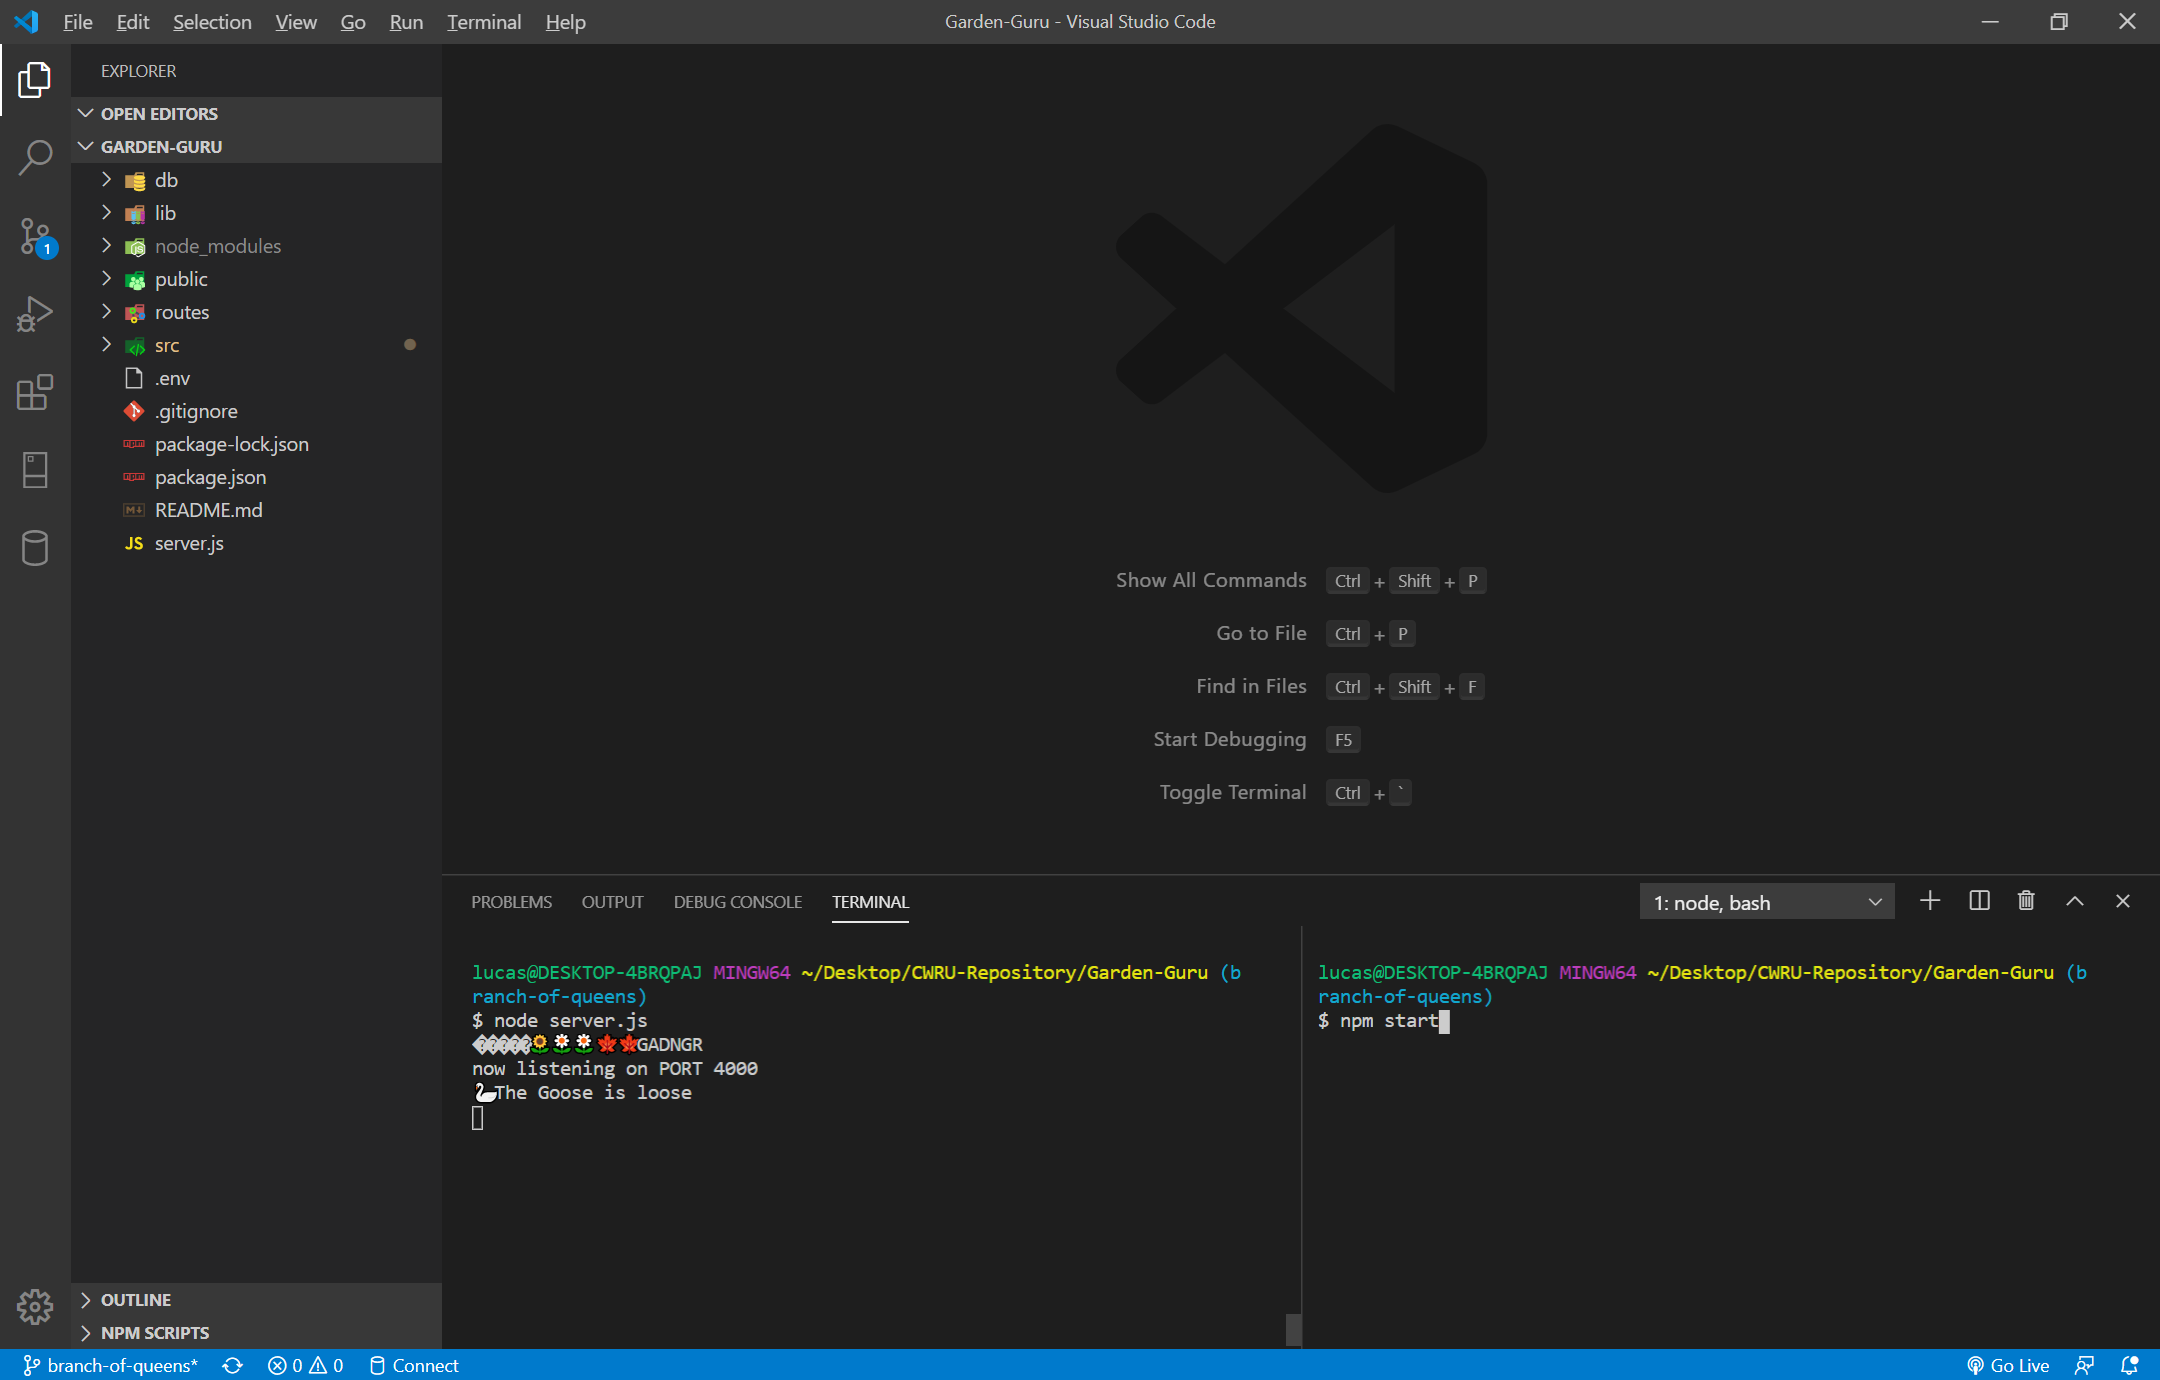 File Edit Selection View Go Run Terminal Help
Garden-Guru - Visual Studio Code
EXPLORER
OPEN EDITORS
GARDEN-GURU
db
lib
node_modules
1
public
routes
src
.env
.gitignore
package-lock.json
package.json
README.md
JS server.js
Show All Commands Ctrl + Shift + P
Go to File Ctrl + P
Find in Files Ctrl + Shift + F
Start Debugging F5
Toggle Terminal Ctrl + `
PROBLEMS OUTPUT DEBUG CONSOLE TERMINAL
1: node, bash
lucas@DESKTOP-4BRQPAJ MINGW64 ~/Desktop/CWRU-Repository/Garden-Guru (b
ranch-of-queens)
$ node server.js
�����🌻🌼🌼🍁🍁GADNGR
now listening on PORT 4000
🦢The Goose is loose
lucas@DESKTOP-4BRQPAJ MINGW64 ~/Desktop/CWRU-Repository/Garden-Guru (b
ranch-of-queens)
$ npm start
OUTLINE
NPM SCRIPTS
branch-of-queens* 0 0 Connect
Go Live